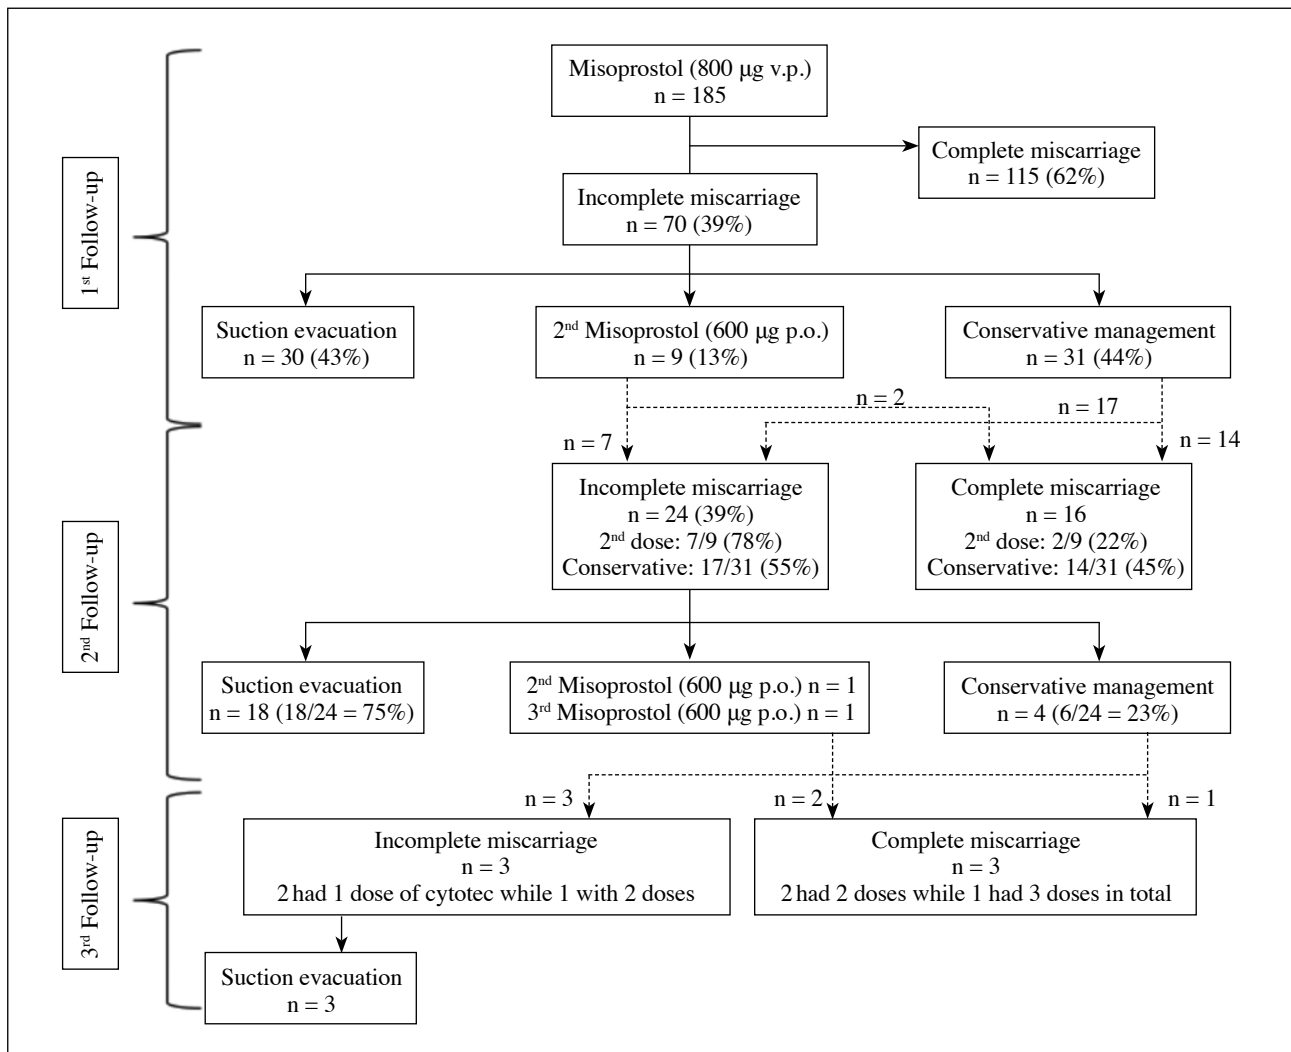 Misoprostol (800 µg v.p.)
n = 185
Complete miscarriage
n = 115 (62%)
1st Follow-up
Incomplete miscarriage
n = 70 (39%)
Suction evacuation
n = 30 (43%)
2nd Misoprostol (600 µg p.o.)
n = 9 (13%)
Conservative management
n = 31 (44%)
n = 2
n = 17
n = 7
n = 14
2nd Follow-up
Incomplete miscarriage
n = 24 (39%)
2nd dose: 7/9 (78%)
Conservative: 17/31 (55%)
Complete miscarriage
n = 16
2nd dose: 2/9 (22%)
Conservative: 14/31 (45%)
Suction evacuation
n = 18 (18/24 = 75%)
2nd Misoprostol (600 µg p.o.) n = 1
3rd Misoprostol (600 µg p.o.) n = 1
Conservative management
n = 4 (6/24 = 23%)
n = 3
n = 2
n = 1
3rd Follow-up
Incomplete miscarriage
n = 3
2 had 1 dose of cytotec while 1 with 2 doses
Complete miscarriage
n = 3
2 had 2 doses while 1 had 3 doses in total
Suction evacuation
n = 3